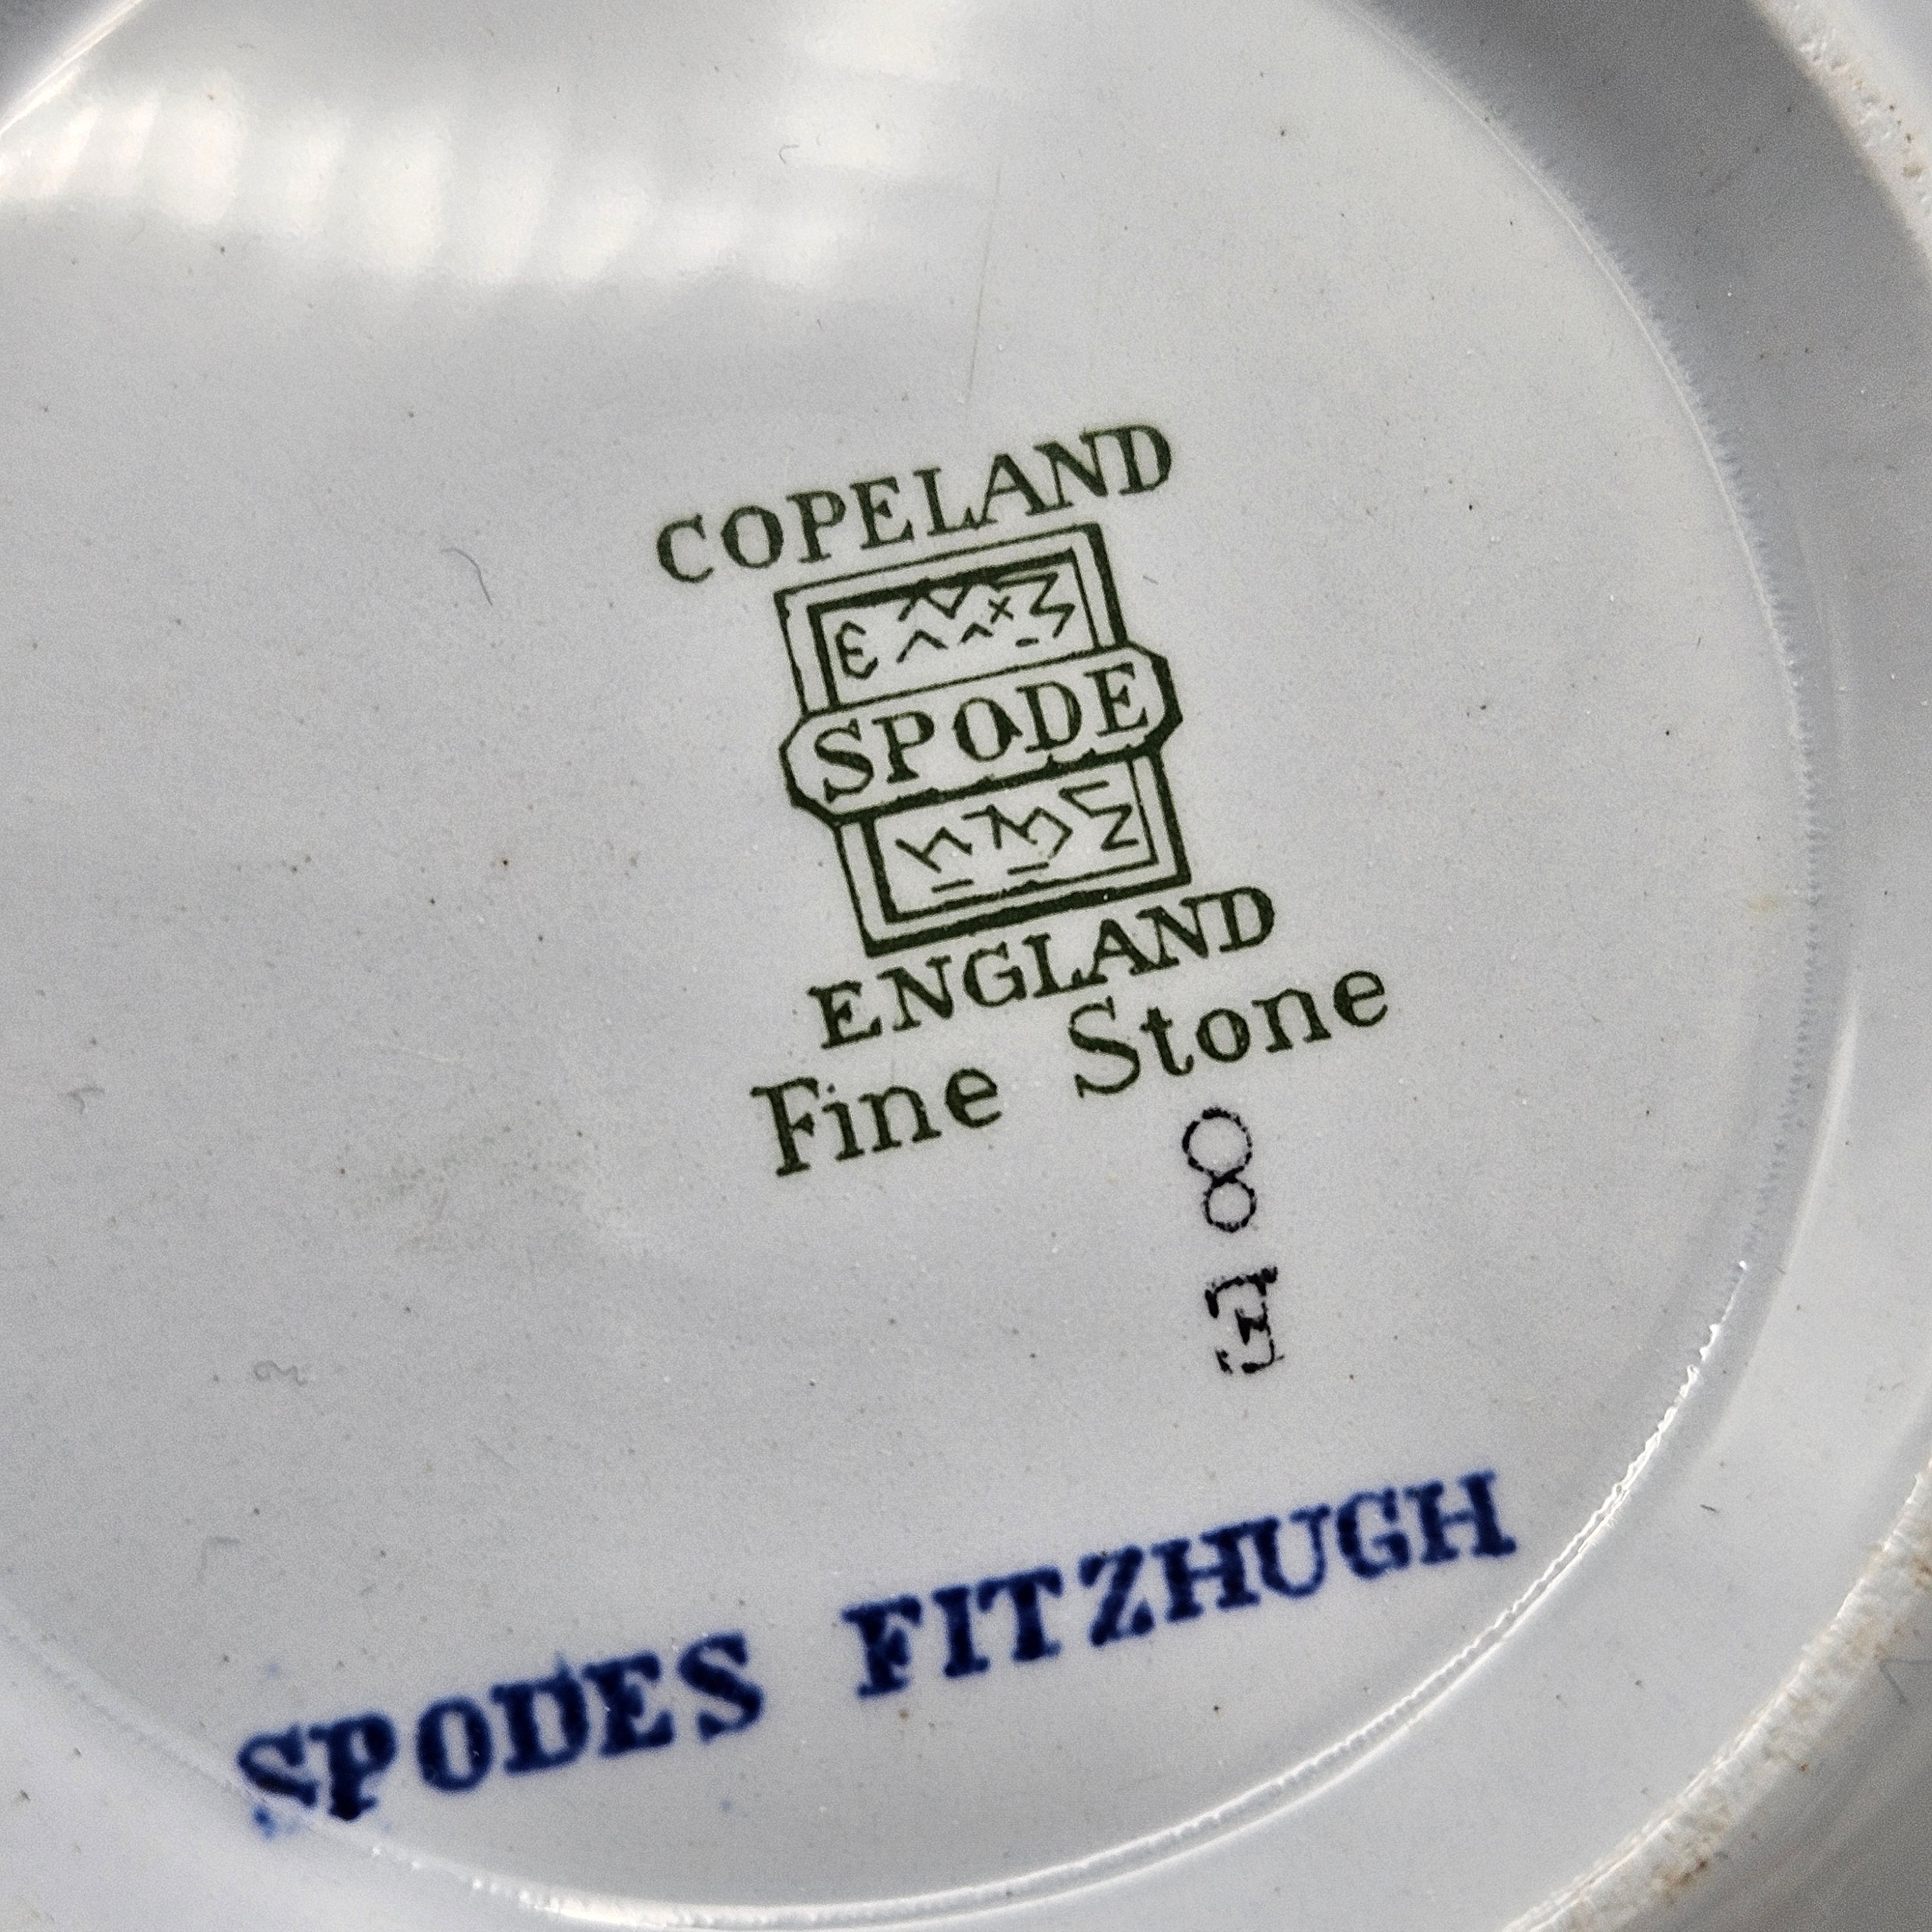 COPELAND
SPODE
ENGLAND
Fine Stone
8 E
SPODES FITZHUGH